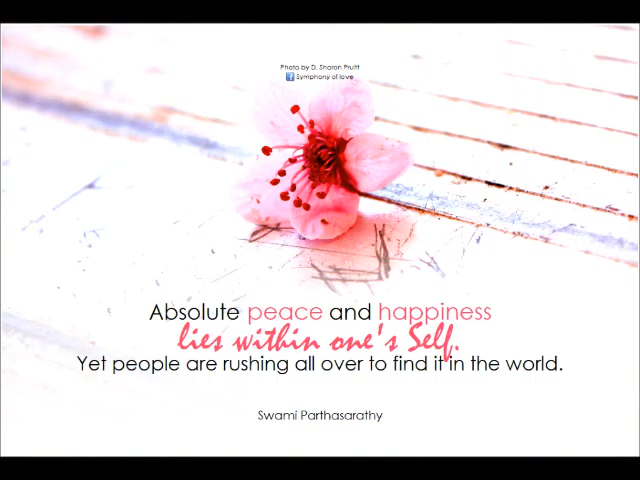 Photo by D. Sharon Pruitt
Symphony of love
Absolute peace and happiness
lies within one's Self.
Yet people are rushing all over to find it in the world.
Swami Parthasarathy